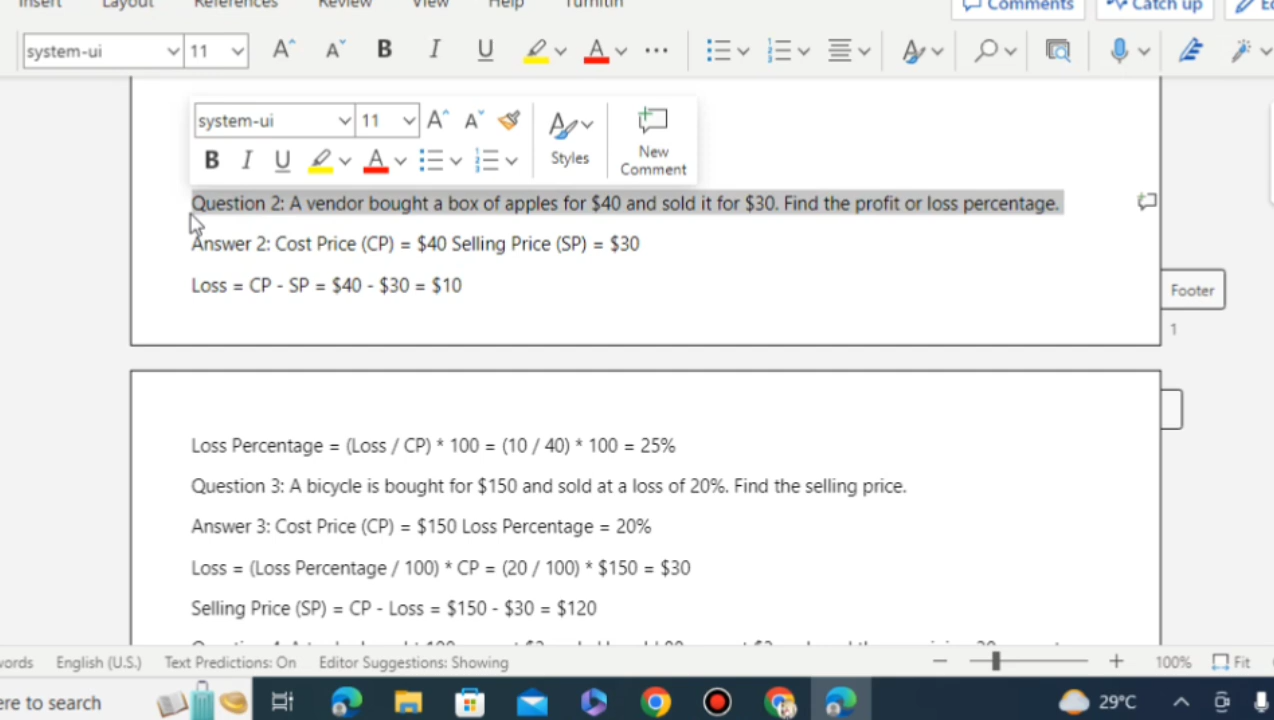 Insert Layout References Review View Help Turnitin
Comments Catch up
system-ui 11 A A B I U A
system-ui 11 A A
B I U A
Styles
New
Comment
Question 2: A vendor bought a box of apples for $40 and sold it for $30. Find the profit or loss percentage.
Answer 2: Cost Price (CP) = $40 Selling Price (SP) = $30
Loss = CP - SP = $40 - $30 = $10
Footer
1
Loss Percentage = (Loss / CP) * 100 = (10 / 40) * 100 = 25%
Question 3: A bicycle is bought for $150 and sold at a loss of 20%. Find the selling price.
Answer 3: Cost Price (CP) = $150 Loss Percentage = 20%
Loss = (Loss Percentage / 100) * CP = (20 / 100) * $150 = $30
Selling Price (SP) = CP - Loss = $150 - $30 = $120
words English (U.S.) Text Predictions: On Editor Suggestions: Showing 100% Fit
ere to search 29°C